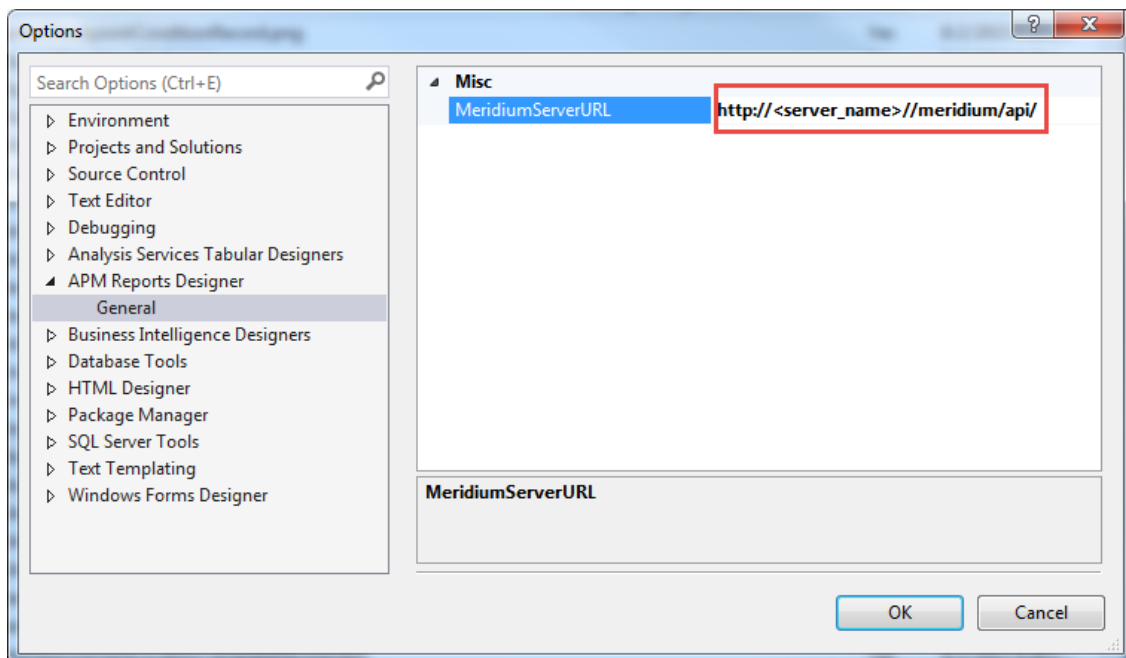 Options
Search Options (Ctrl+E)
Environment
Projects and Solutions
Source Control
Text Editor
Debugging
Analysis Services Tabular Designers
APM Reports Designer
General
Business Intelligence Designers
Database Tools
HTML Designer
Package Manager
SQL Server Tools
Text Templating
Windows Forms Designer
Misc
MeridiumServerURL http://<server_name>//meridium/api/
MeridiumServerURL
OK Cancel